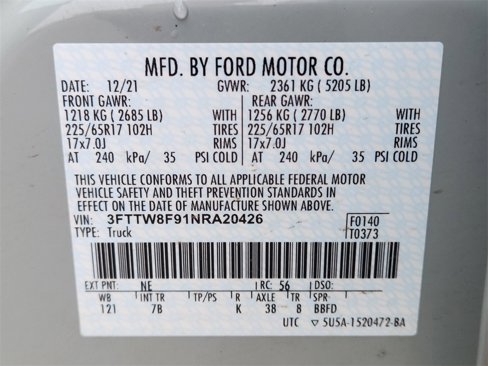 MFD. BY FORD MOTOR CO.
DATE: 12/21 GVWR: 2361 KG ( 5205 LB)
FRONT GAWR: REAR GAWR:
1218 KG ( 2685 LB) 1256 KG ( 2770 LB)
225/65R17 102H TIRES 225/65R17 102H TIRES
17x7.0J RIMS 17x7.0J RIMS
AT 240 kPa/ 35 PSI COLD AT 240 kPa/ 35 PSI COLD
THIS VEHICLE CONFORMS TO ALL APPLICABLE FEDERAL MOTOR
VEHICLE SAFETY AND THEFT PREVENTION STANDARDS IN
EFFECT ON THE DATE OF MANUFACTURE SHOWN ABOVE.
VIN: 3FTTW8F91NRA20426 F0140
TYPE: Truck T0373
EXT PNT: NE RC: 56
WB INT TR TP/PS R AXLE TR SPR
121 7B K 38 8 BBFD
UTC ▽5U5A-1520472-BA